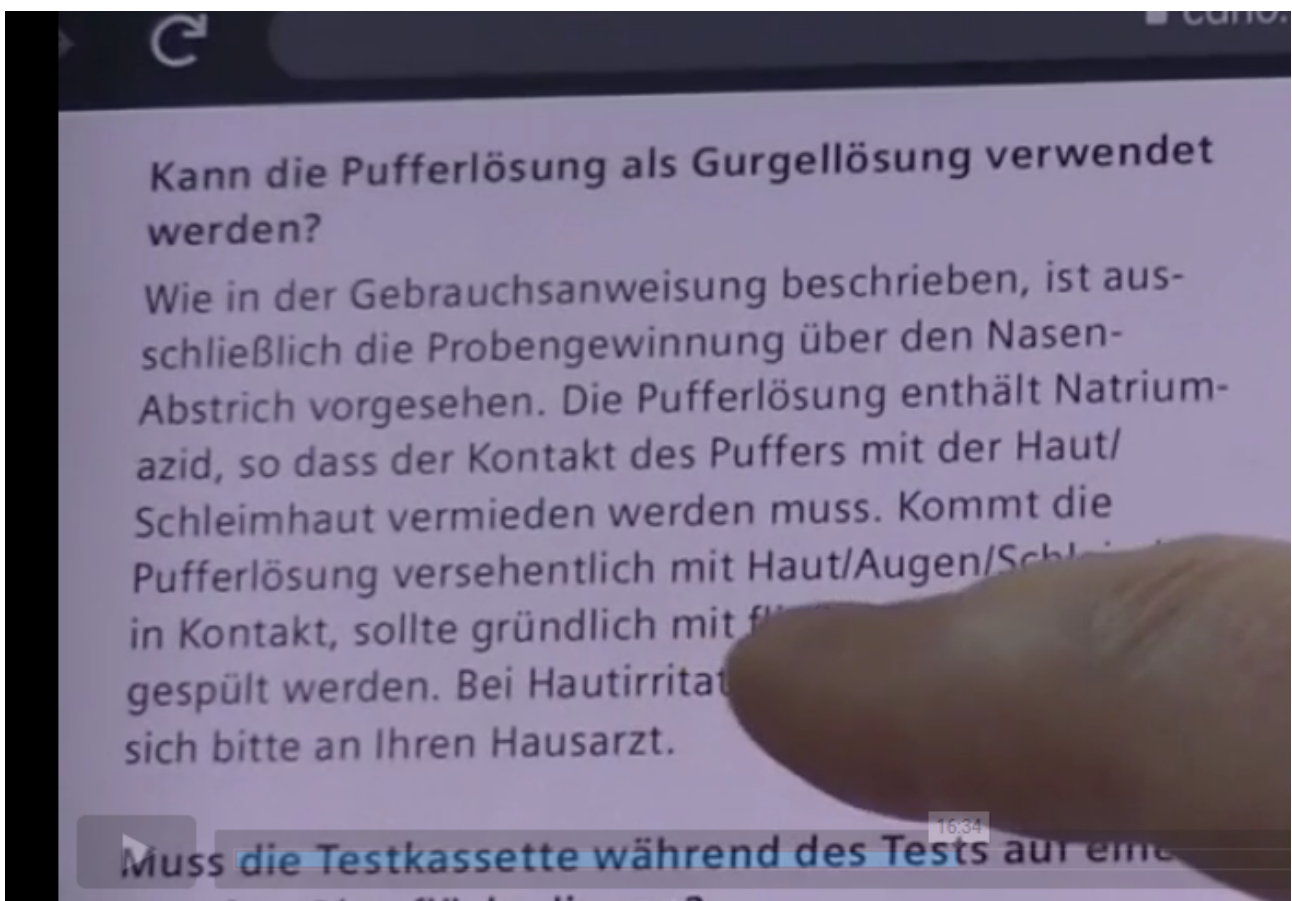 Kann die Pufferlösung als Gurgellösung verwendet
werden?
Wie in der Gebrauchsanweisung beschrieben, ist aus-
schließlich die Probengewinnung über den Nasen-
Abstrich vorgesehen. Die Pufferlösung enthält Natrium-
azid, so dass der Kontakt des Puffers mit der Haut/
Schleimhaut vermieden werden muss. Kommt die
Pufferlösung versehentlich mit Haut/Augen/
in Kontakt, sollte gründlich mit
gespült werden. Bei
sich bitte an Ihren Hausarzt.
16:34
Muss die Testkassette während des Tests auf